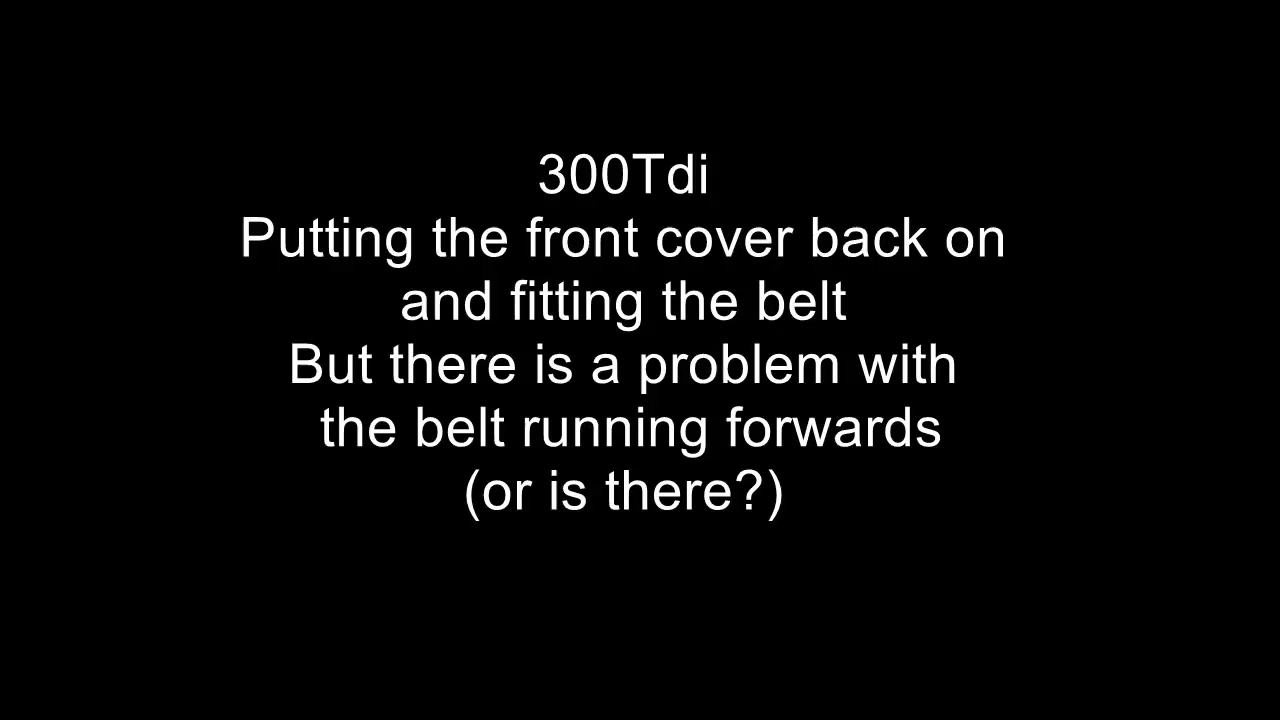 300Tdi
Putting the front cover back on
and fitting the belt
But there is a problem with
the belt running forwards
(or is there?)